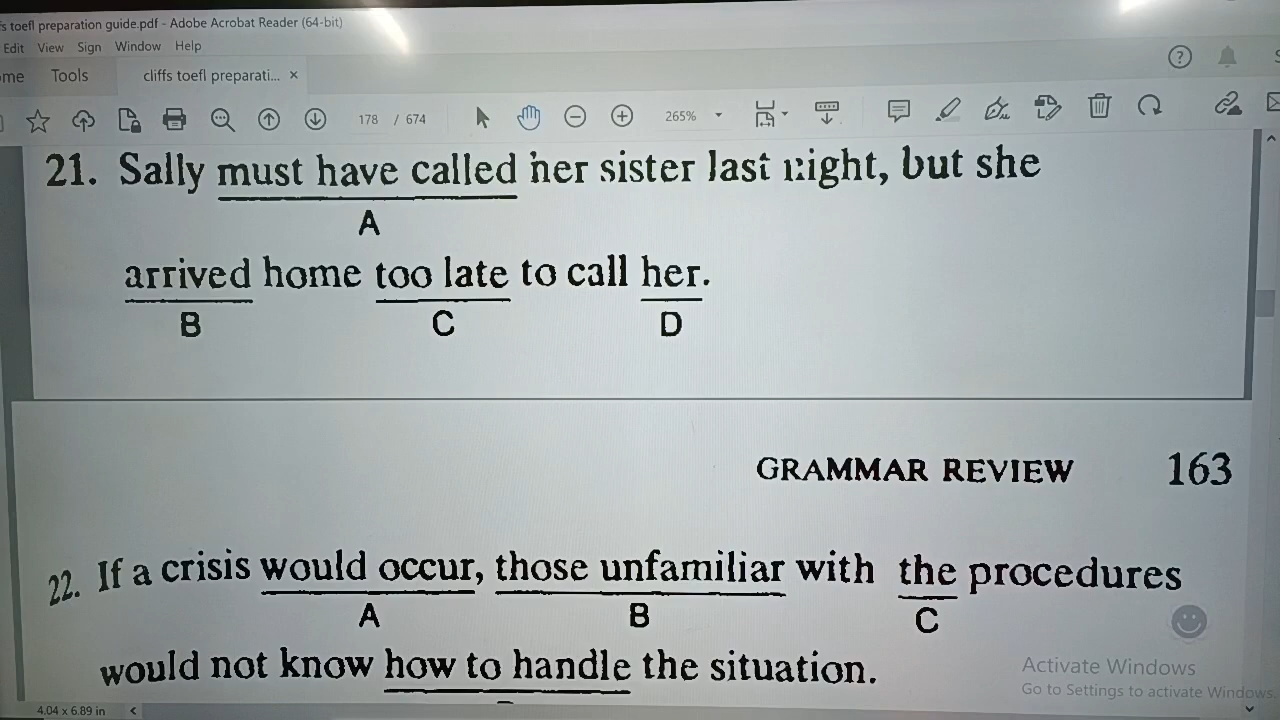 s toefl preparation guide.pdf - Adobe Acrobat Reader (64-bit)
Edit View Sign Window Help
me Tools cliffs toefl preparati... ×
178 / 674 265%
21. Sally must have called her sister last night, but she
A
arrived home too late to call her.
B C D
GRAMMAR REVIEW 163
22. If a crisis would occur, those unfamiliar with the procedures
A B C
would not know how to handle the situation.
Activate Windows
Go to Settings to activate Windows.
4.04 x 6.89 in